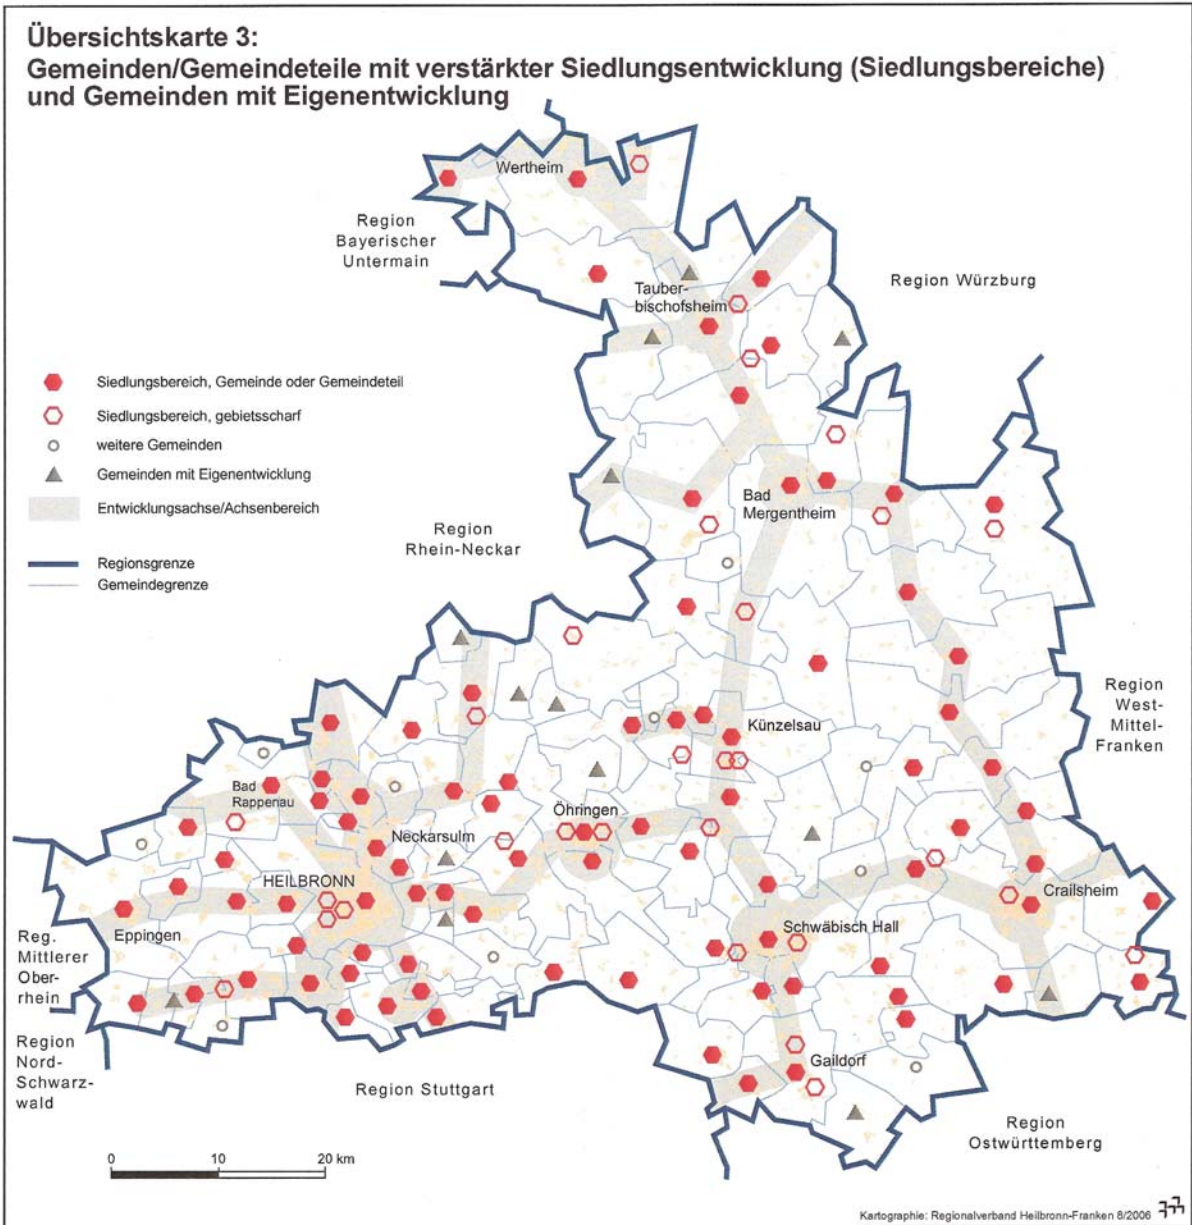 Übersichtskarte 3:
Gemeinden/Gemeindeteile mit verstärkter Siedlungsentwicklung (Siedlungsbereiche)
und Gemeinden mit Eigenentwicklung
Wertheim
Region
Bayerischer
Untermain
Region Würzburg
Tauber-
bischofsheim
Siedlungsbereich, Gemeinde oder Gemeindeteil
Siedlungsbereich, gebietsscharf
weitere Gemeinden
Gemeinden mit Eigenentwicklung
Entwicklungsachse/Achsenbereich
Regionsgrenze
Gemeindegrenze
Bad
Mergentheim
Region
Rhein-Neckar
Region
West-
Mittel-
Franken
Künzelsau
Bad
Rappenau
Öhringen
Neckarsulm
HEILBRONN
Crailsheim
Eppingen
Schwäbisch Hall
Reg.
Mittlerer
Ober-
rhein
Region
Nord-
Schwarz-
wald
Gaildorf
Region Stuttgart
Region
Ostwürttemberg
0 10 20 km
Kartographie: Regionalverband Heilbronn-Franken 8/2006